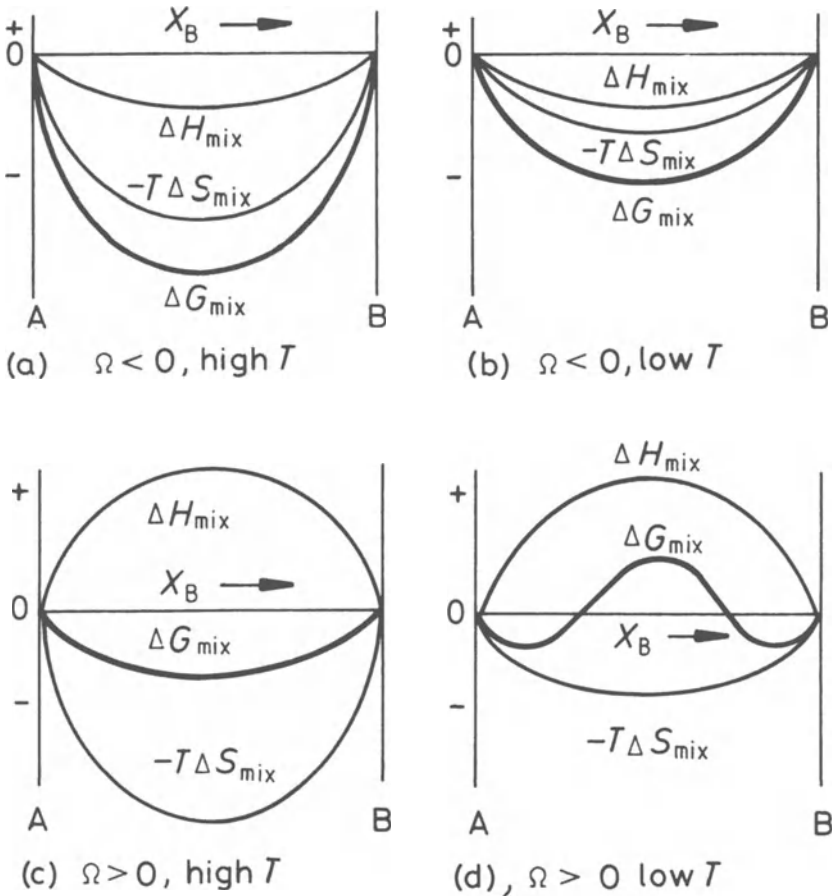 +
X_B
0
ΔH_mix
-TΔS_mix
-
ΔG_mix
A
B
(a) Ω < 0, high T
+
X_B
0
ΔH_mix
-TΔS_mix
-
ΔG_mix
A
B
(b) Ω < 0, low T
+
ΔH_mix
X_B
0
ΔG_mix
-
-TΔS_mix
A
B
(c) Ω > 0, high T
ΔH_mix
+
ΔG_mix
0
X_B
-
-TΔS_mix
A
B
(d), Ω > 0 low T